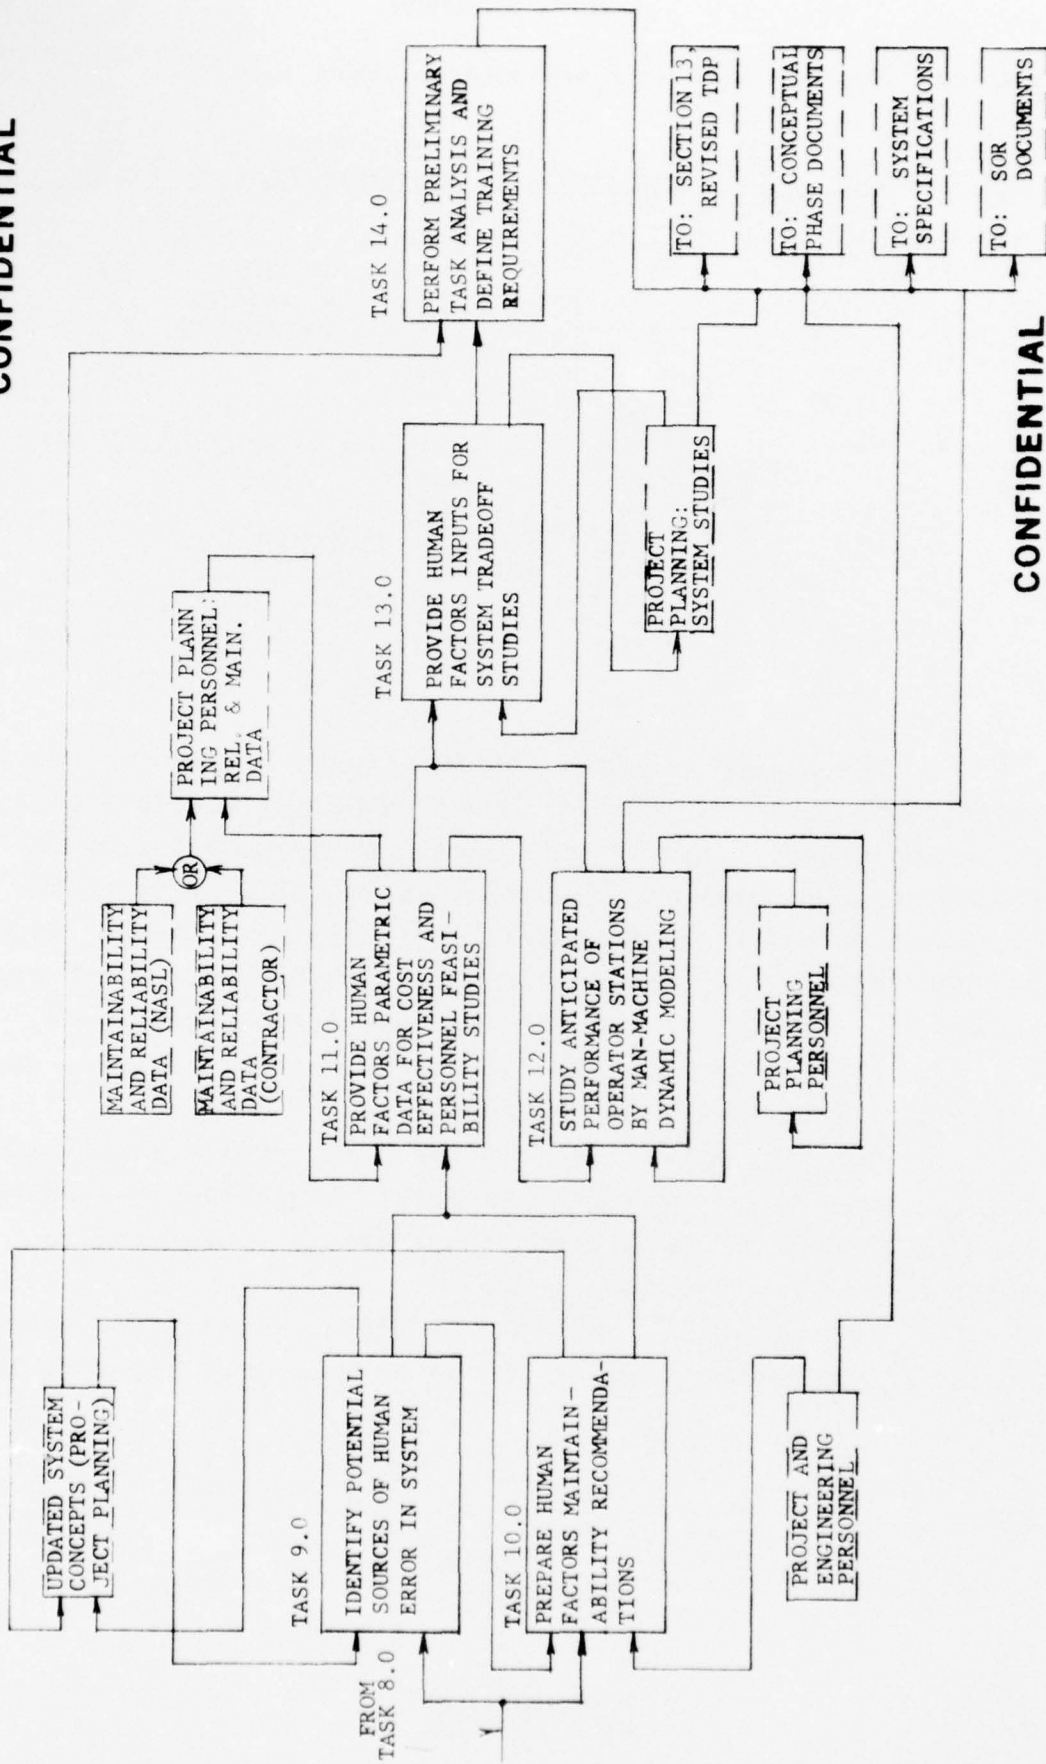 CONFIDENTIAL
UPDATED SYSTEM
CONCEPTS (PRO-
JECT PLANNING)
FROM
TASK 8.0
Y
TASK 9.0
IDENTIFY POTENTIAL
SOURCES OF HUMAN
ERROR IN SYSTEM
TASK 10.0
PREPARE HUMAN
FACTORS MAINTAIN-
ABILITY RECOMMENDA-
TIONS
PROJECT AND
ENGINEERING
PERSONNEL
MAINTAINABILITY
AND RELIABILITY
DATA (NASL)
MAINTAINABILITY
AND RELIABILITY
DATA
(CONTRACTOR)
OR
PROJECT PLANN
ING PERSONNEL:
REL. & MAIN.
DATA
TASK 11.0
PROVIDE HUMAN
FACTORS PARAMETRIC
DATA FOR COST
EFFECTIVENESS AND
PERSONNEL FEASI-
BILITY STUDIES
TASK 12.0
STUDY ANTICIPATED
PERFORMANCE OF
OPERATOR STATIONS
BY MAN-MACHINE
DYNAMIC MODELING
PROJECT
PLANNING
PERSONNEL
TASK 13.0
PROVIDE HUMAN
FACTORS INPUTS FOR
SYSTEM TRADEOFF
STUDIES
PROJECT
PLANNING:
SYSTEM STUDIES
TASK 14.0
PERFORM PRELIMINARY
TASK ANALYSIS AND
DEFINE TRAINING
REQUIREMENTS
TO: SECTION 13,
REVISED TDP
TO: CONCEPTUAL
PHASE DOCUMENTS
TO: SYSTEM
SPECIFICATIONS
TO: SOR
DOCUMENTS
CONFIDENTIAL